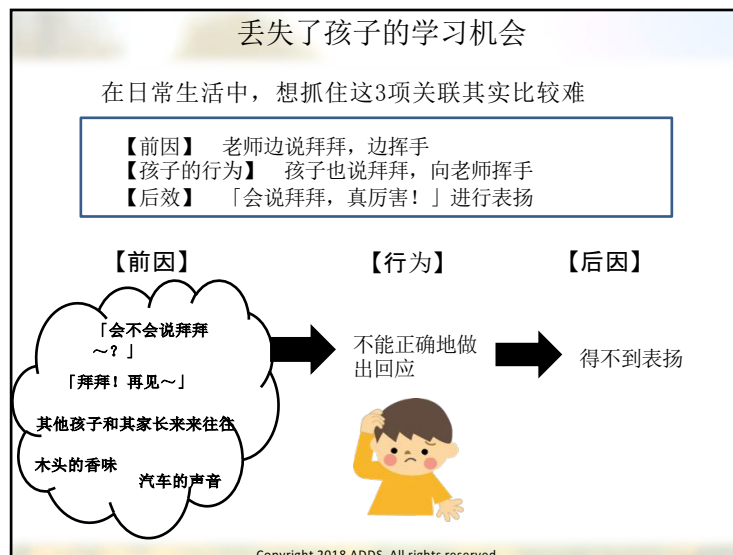 丢失了孩子的学习机会
在日常生活中，想抓住这3项关联其实比较难
【前因】 老师边说拜拜，边挥手
【孩子的行为】 孩子也说拜拜，向老师挥手
【后效】 「会说拜拜，真厉害！」进行表扬
【前因】
【行为】
【后因】
「会不会说拜拜
～？」
「拜拜！再见～」
其他孩子和其家长来来往往
木头的香味
汽车的声音
不能正确地做
出回应
得不到表扬
Copyright 2018 ADDS, All rights reserved